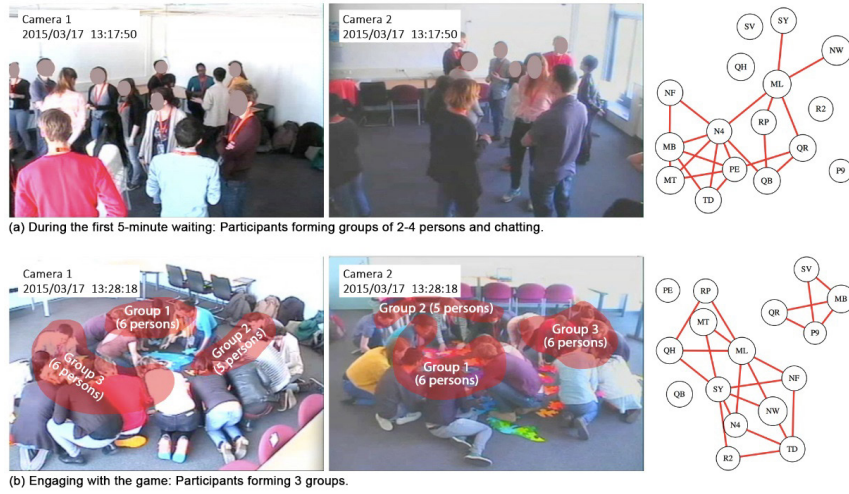 Camera 1
2015/03/17 13:17:50
Camera 2
2015/03/17 13:17:50
SV
SY
NW
QH
ML
NF
R2
RP
N4
MB
QR
PE
P9
MT
QB
TD
(a) During the first 5-minute waiting: Participants forming groups of 2-4 persons and chatting.
Camera 1
2015/03/17 13:28:18
Group 1
(6 persons)
Group 2
(5 persons)
Group 3
(6 persons)
Camera 2
2015/03/17 13:28:18
Group 2 (5 persons)
Group 3
(6 persons)
Group 1
(6 persons)
PE
RP
SV
MB
QR
P9
MT
QH
ML
NF
SY
QB
NW
N4
TD
R2
(b) Engaging with the game: Participants forming 3 groups.